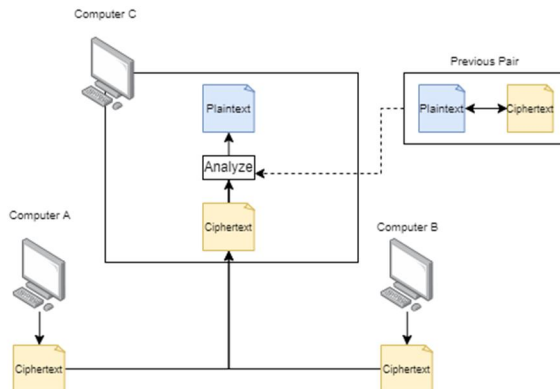 Computer C
Previous Pair
Plaintext
Plaintext
Ciphertext
Analyze
Ciphertext
Computer A
Computer B
Ciphertext
Ciphertext